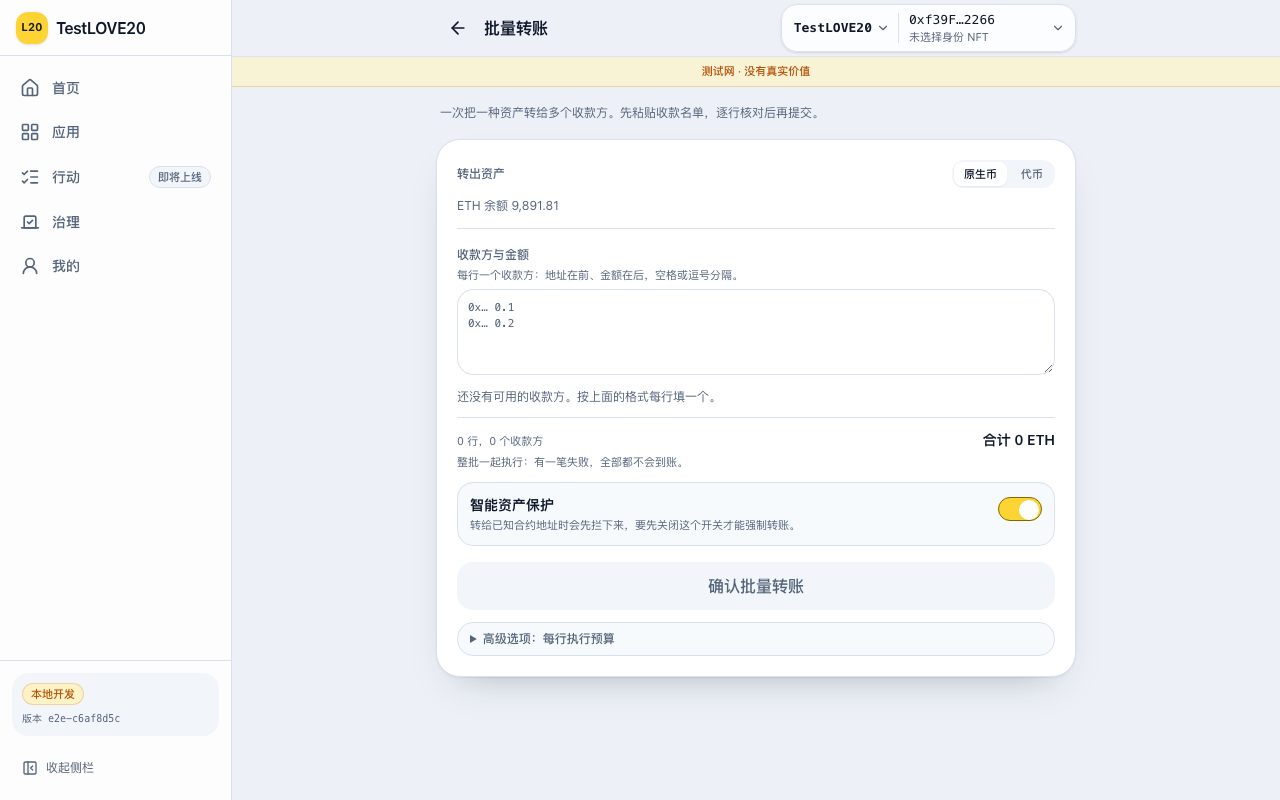 L20 TestLOVE20
首页
应用
行动 即将上线
治理
我的
本地开发
版本 e2e-c6af8d5c
收起侧栏
批量转账
TestLOVE20
0xf39F…2266
未选择身份 NFT
测试网 · 没有真实价值
一次把一种资产转给多个收款方。先粘贴收款名单，逐行核对后再提交。
转出资产 原生币 代币
ETH 余额 9,891.81
收款方与金额
每行一个收款方：地址在前、金额在后，空格或逗号分隔。
0x… 0.1
0x… 0.2
还没有可用的收款方。按上面的格式每行填一个。
0 行，0 个收款方 合计 0 ETH
整批一起执行：有一笔失败，全部都不会到账。
智能资产保护
转给已知合约地址时会先拦下来，要先关闭这个开关才能强制转账。
确认批量转账
高级选项：每行执行预算